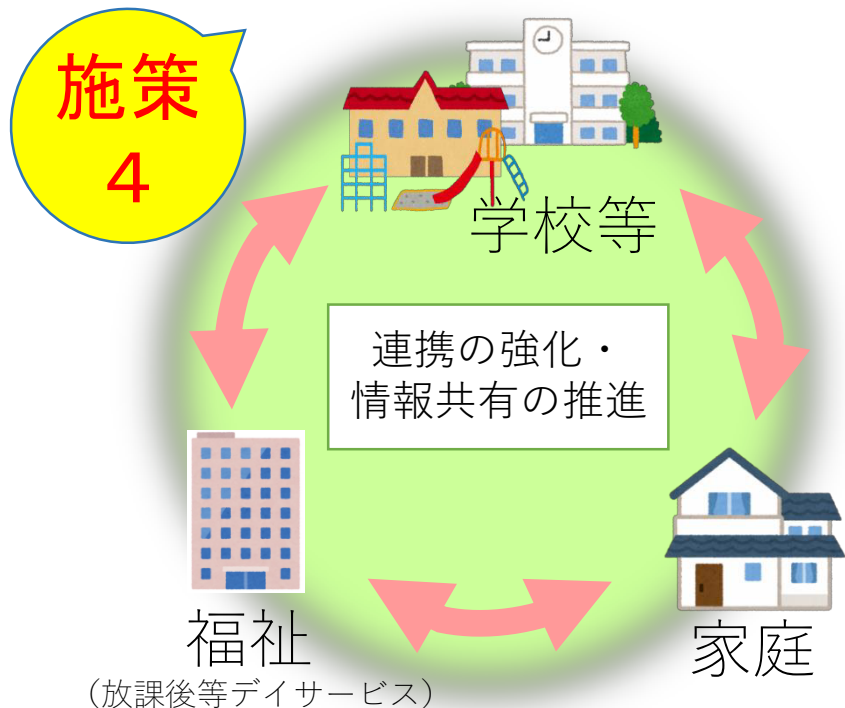 施策
4
学校等
連携の強化・
情報共有の推進
福祉
（放課後等デイサービス）
家庭